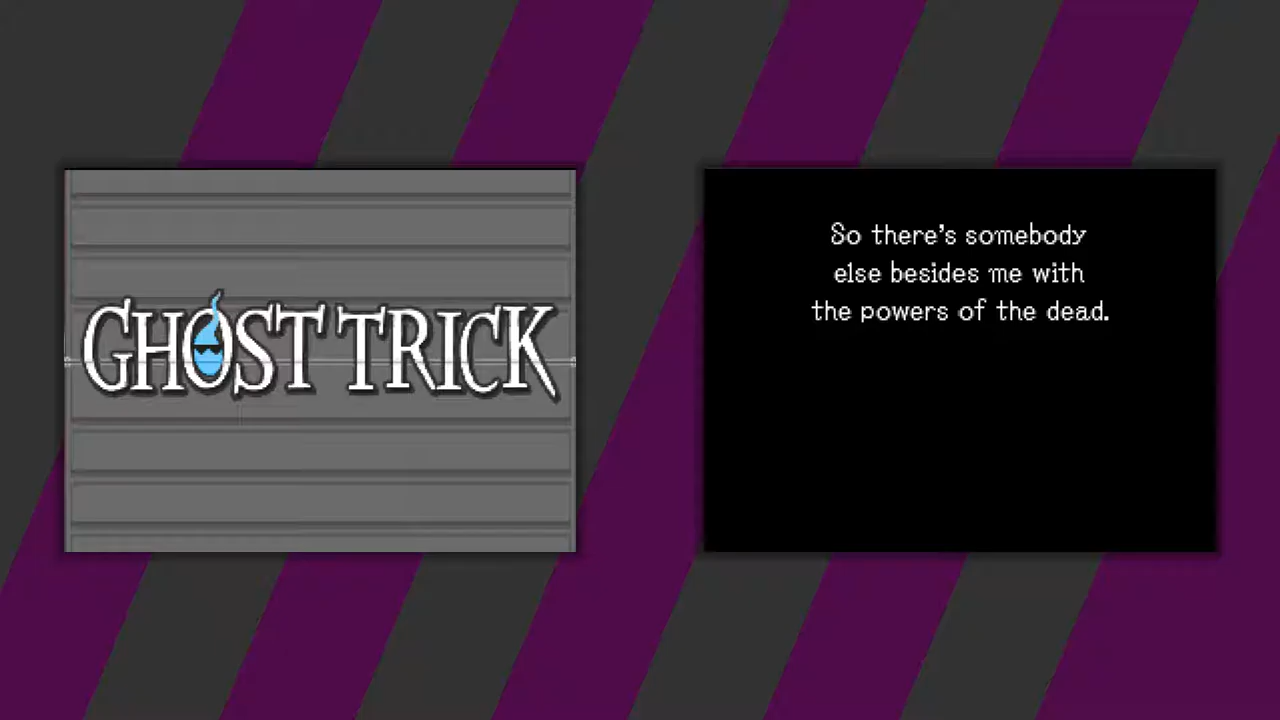 GHOST TRICK
So there's somebody
else besides me with
the powers of the dead.